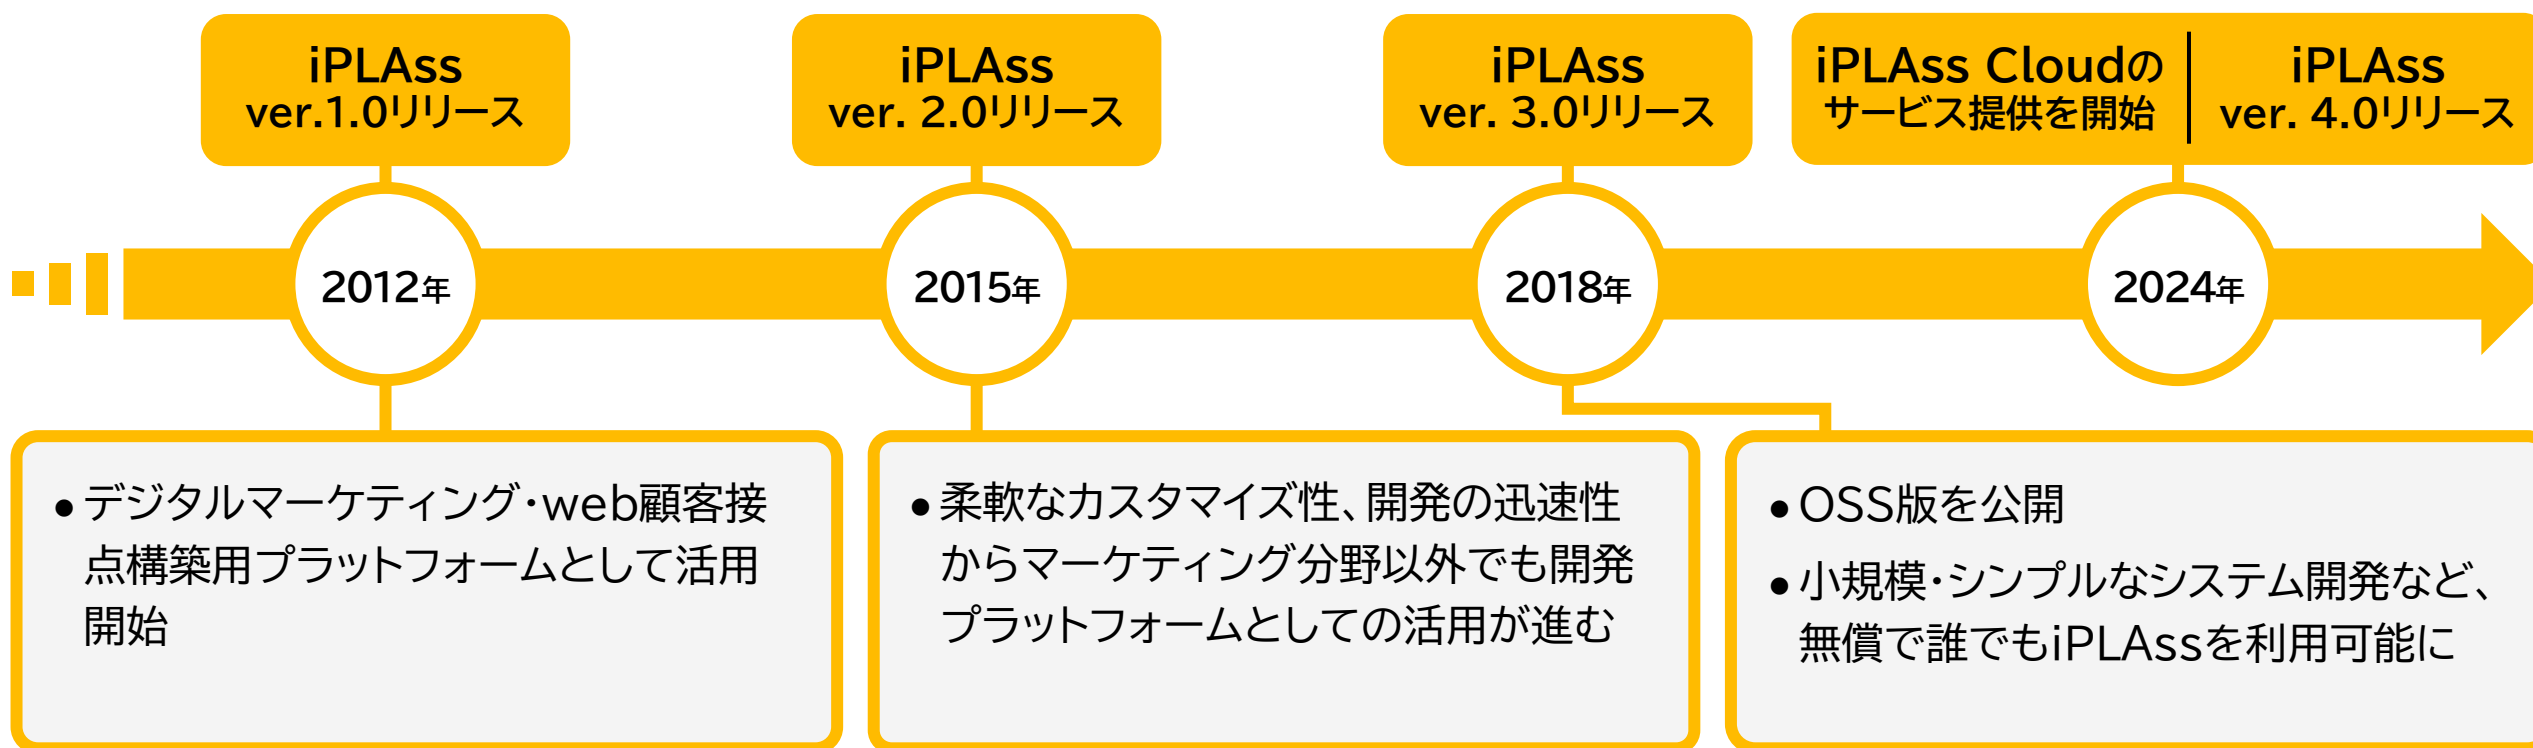 iPLAss
ver.1.0リリース
iPLAss
ver. 2.0リリース
iPLAss
ver. 3.0リリース
iPLAss Cloudの
サービス提供を開始
iPLAss
ver. 4.0リリース
2012年
2015年
2018年
2024年
●デジタルマーケティング・web顧客接
点構築用プラットフォームとして活用
開始
●柔軟なカスタマイズ性、開発の迅速性
からマーケティング分野以外でも開発
プラットフォームとしての活用が進む
●OSS版を公開
●小規模・シンプルなシステム開発など、
無償で誰でもiPLAssを利用可能に